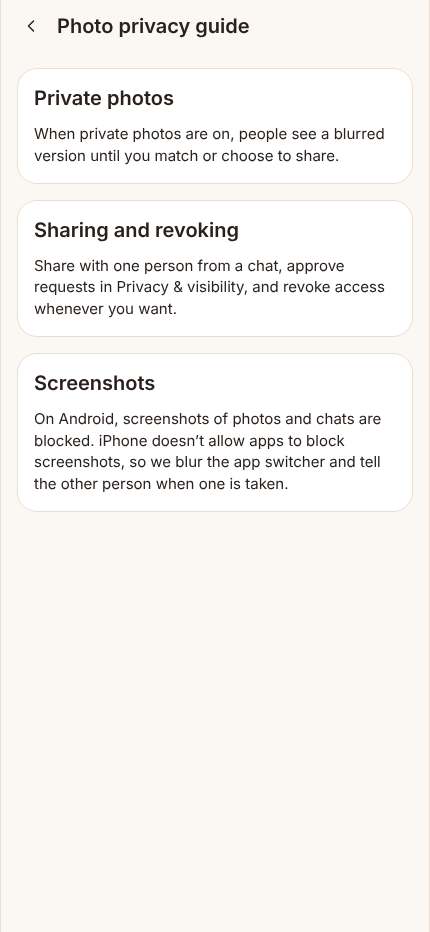 Photo privacy guide
Private photos
When private photos are on, people see a blurred
version until you match or choose to share.
Sharing and revoking
Share with one person from a chat, approve
requests in Privacy & visibility, and revoke access
whenever you want.
Screenshots
On Android, screenshots of photos and chats are
blocked. iPhone doesn’t allow apps to block
screenshots, so we blur the app switcher and tell
the other person when one is taken.